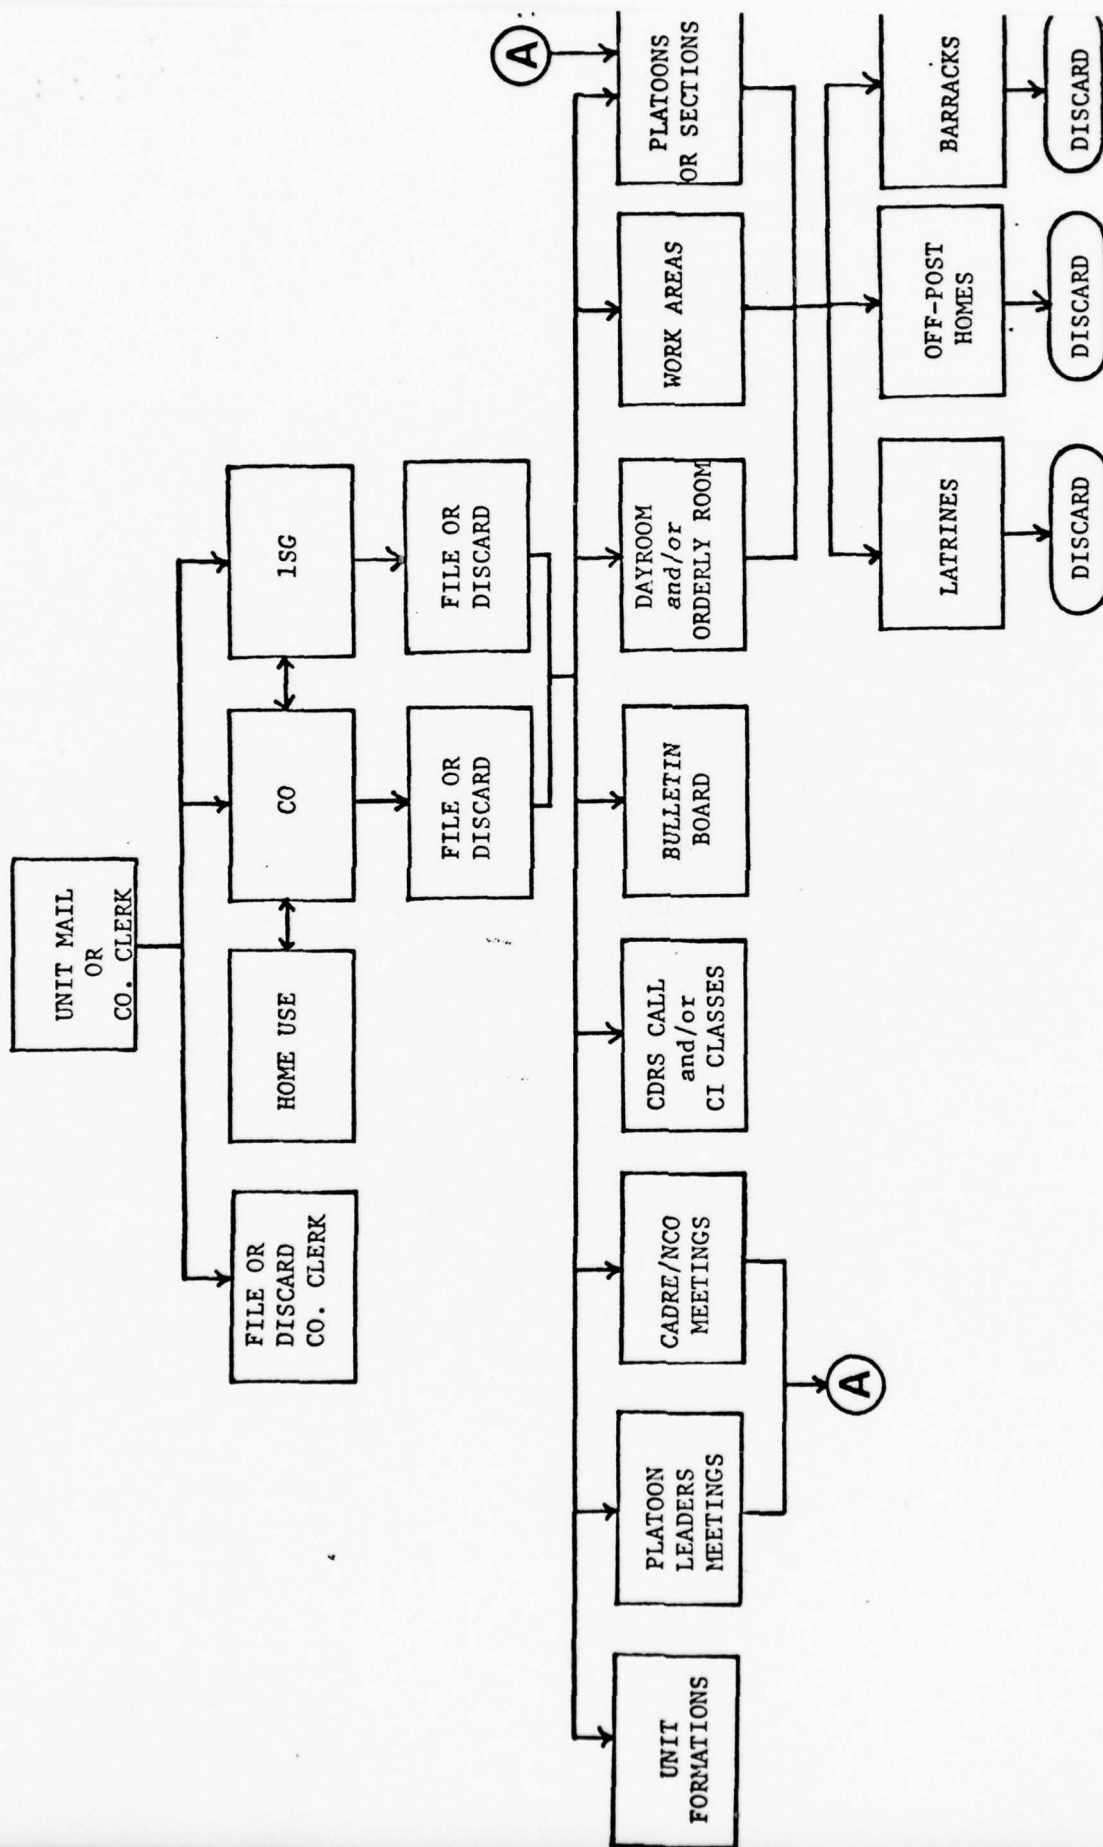 UNIT MAIL
OR
CO. CLERK
FILE OR
DISCARD
CO. CLERK
HOME USE
CO
1SG
FILE OR
DISCARD
FILE OR
DISCARD
UNIT
FORMATIONS
PLATOON
LEADERS
MEETINGS
CADRE/NCO
MEETINGS
CDRS CALL
and/or
CI CLASSES
BULLETIN
BOARD
DAYROOM
and/or
ORDERLY ROOM
WORK AREAS
PLATOONS
OR SECTIONS
A
A
LATRINES
OFF-POST
HOMES
BARRACKS
DISCARD
DISCARD
DISCARD